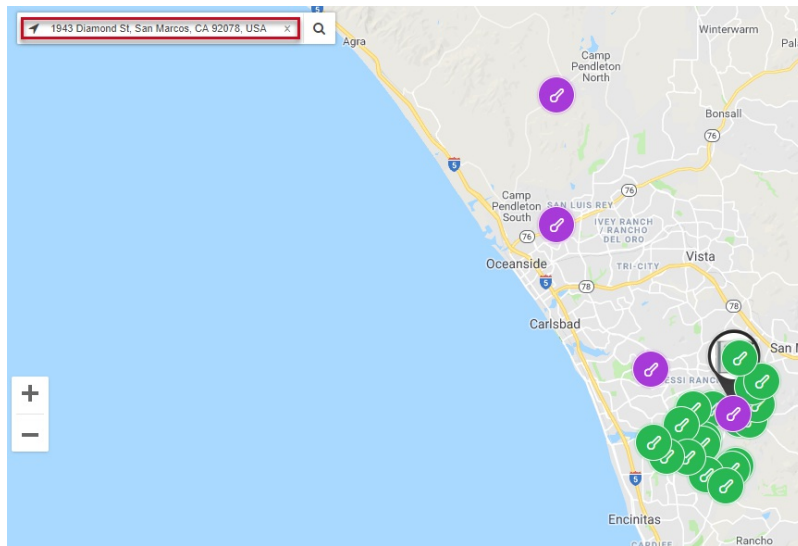 5
1943 Diamond St, San Marcos, CA 92078, USA
×
Agra
Winterwarm
Camp
Pendleton
North
Bonsall
76
5
76
Camp
Pendleton
South
SAN LUIS REY
IVEY RANCH
/ RANCHO
DEL ORO
76
Oceanside
Vista
TRI-CITY
5
78
78
Carlsbad
San
5
Encinitas
CARDIFF
Rancho